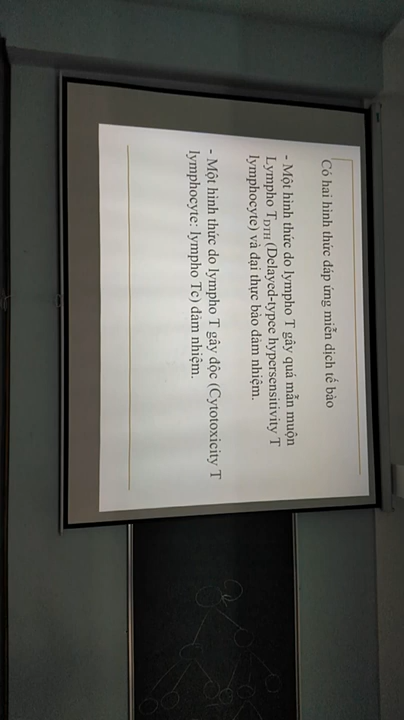 Có hai hình thức đáp ứng miễn dịch tế bào
- Một hình thức do lympho T gây quá mẫn muộn
Lympho TDTH (Delayed-typee hypersensitivity T
lymphocyte) và đại thực bào đảm nhiệm.
- Một hình thức do lympho T gây độc (Cytotoxicity T
lymphocyte: lympho Tc) đảm nhiệm.